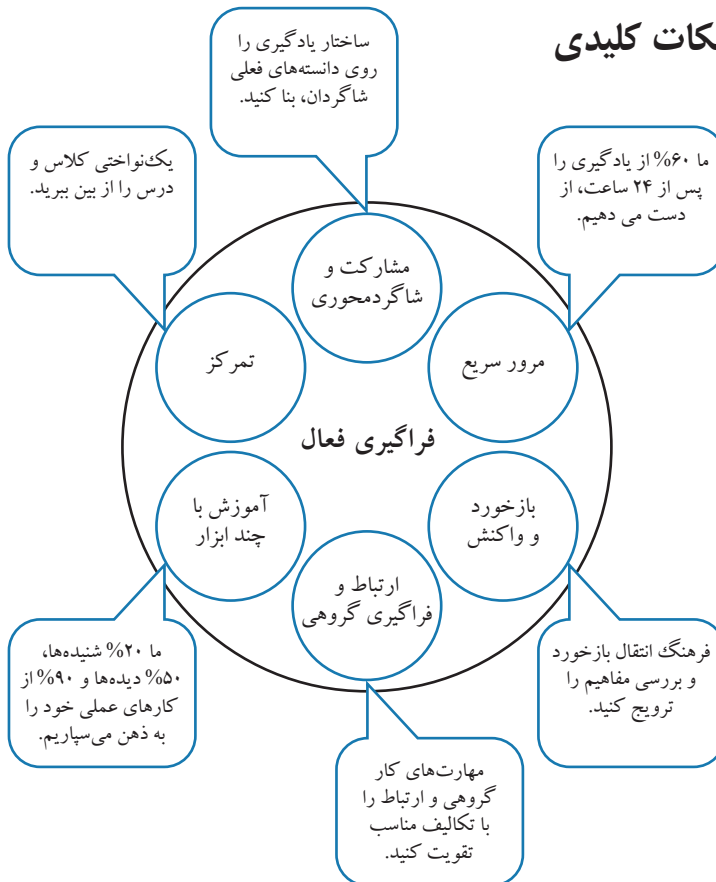 کات کلیدی
ساختار یادگیری را
روی دانسته‌های فعلی
شاگردان، بنا کنید.
ما ۶۰% از یادگیری را
پس از ۲۴ ساعت، از
دست می دهیم.
یک‌نواختی کلاس و
درس را از بین ببرید.
مشارکت و
شاگردمحوری
مرور سریع
تمرکز
فراگیری فعال
بازخورد
و واکنش
آموزش با
چند ابزار
ارتباط و
فراگیری گروهی
فرهنگ انتقال بازخورد
و بررسی مفاهیم را
ترویج کنید.
ما ۲۰% شنیده‌ها،
۵۰% دیده‌ها و ۹۰% از
کارهای عملی خود را
به ذهن می‌سپاریم.
مهارت‌های کار
گروهی و ارتباط را
با تکالیف مناسب
تقویت کنید.